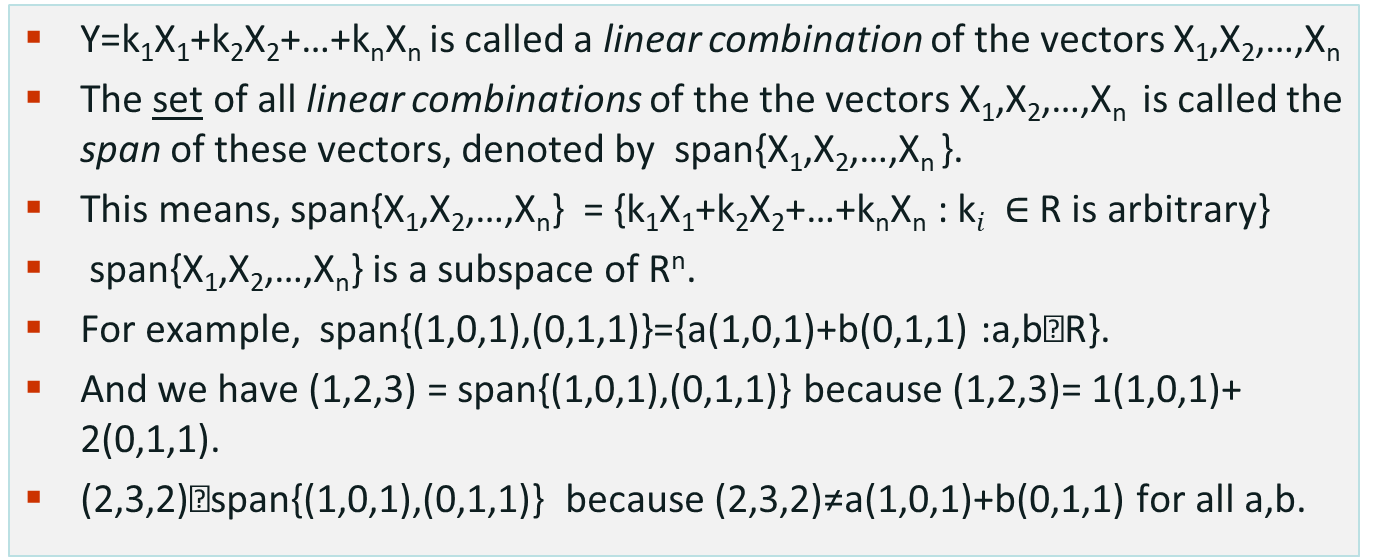 ▪ Y=k₁X₁+k₂X₂+...+kₙXₙ is called a linear combination of the vectors X₁,X₂,...,Xₙ
▪ The set of all linear combinations of the the vectors X₁,X₂,...,Xₙ is called the
span of these vectors, denoted by span{X₁,X₂,...,Xₙ}.
▪ This means, span{X₁,X₂,...,Xₙ} = {k₁X₁+k₂X₂+...+kₙXₙ : kᵢ ∈ R is arbitrary}
▪ span{X₁,X₂,...,Xₙ} is a subspace of Rⁿ.
▪ For example, span{(1,0,1),(0,1,1)}={a(1,0,1)+b(0,1,1) :a,b⍰R}.
▪ And we have (1,2,3) = span{(1,0,1),(0,1,1)} because (1,2,3)= 1(1,0,1)+
2(0,1,1).
▪ (2,3,2)⍰span{(1,0,1),(0,1,1)} because (2,3,2)≠a(1,0,1)+b(0,1,1) for all a,b.